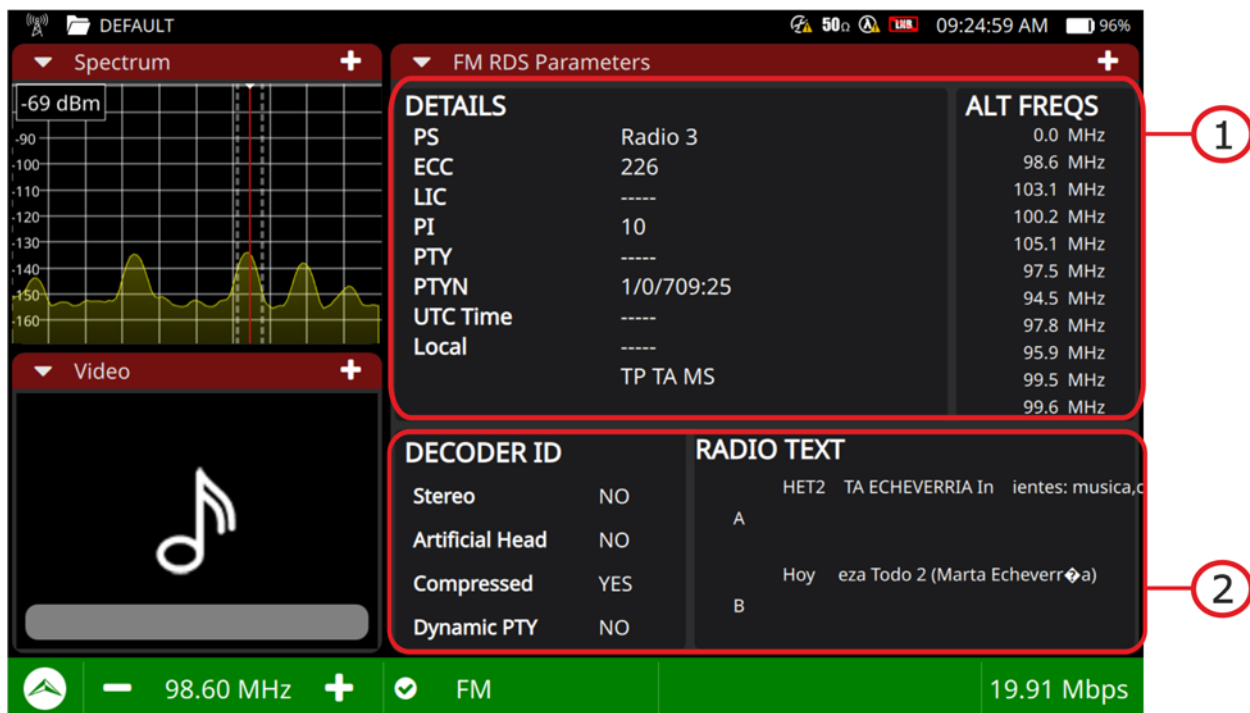 DEFAULT
50Ω LNB 09:24:59 AM 96%
Spectrum +
-69 dBm
-90
-100
-110
-120
-130
-140
-150
-160
Video +
FM RDS Parameters +
DETAILS
PS Radio 3
ECC 226
LIC -----
PI 10
PTY -----
PTYN 1/0/709:25
UTC Time -----
Local -----
TP TA MS
ALT FREQS
0.0 MHz
98.6 MHz
103.1 MHz
100.2 MHz
105.1 MHz
97.5 MHz
94.5 MHz
97.8 MHz
95.9 MHz
99.5 MHz
99.6 MHz
1
DECODER ID
Stereo NO
Artificial Head NO
Compressed YES
Dynamic PTY NO
RADIO TEXT
HET2 TA ECHEVERRIA In ientes: musica,c
A
Hoy eza Todo 2 (Marta Echeverr�a)
B
2
98.60 MHz + FM 19.91 Mbps